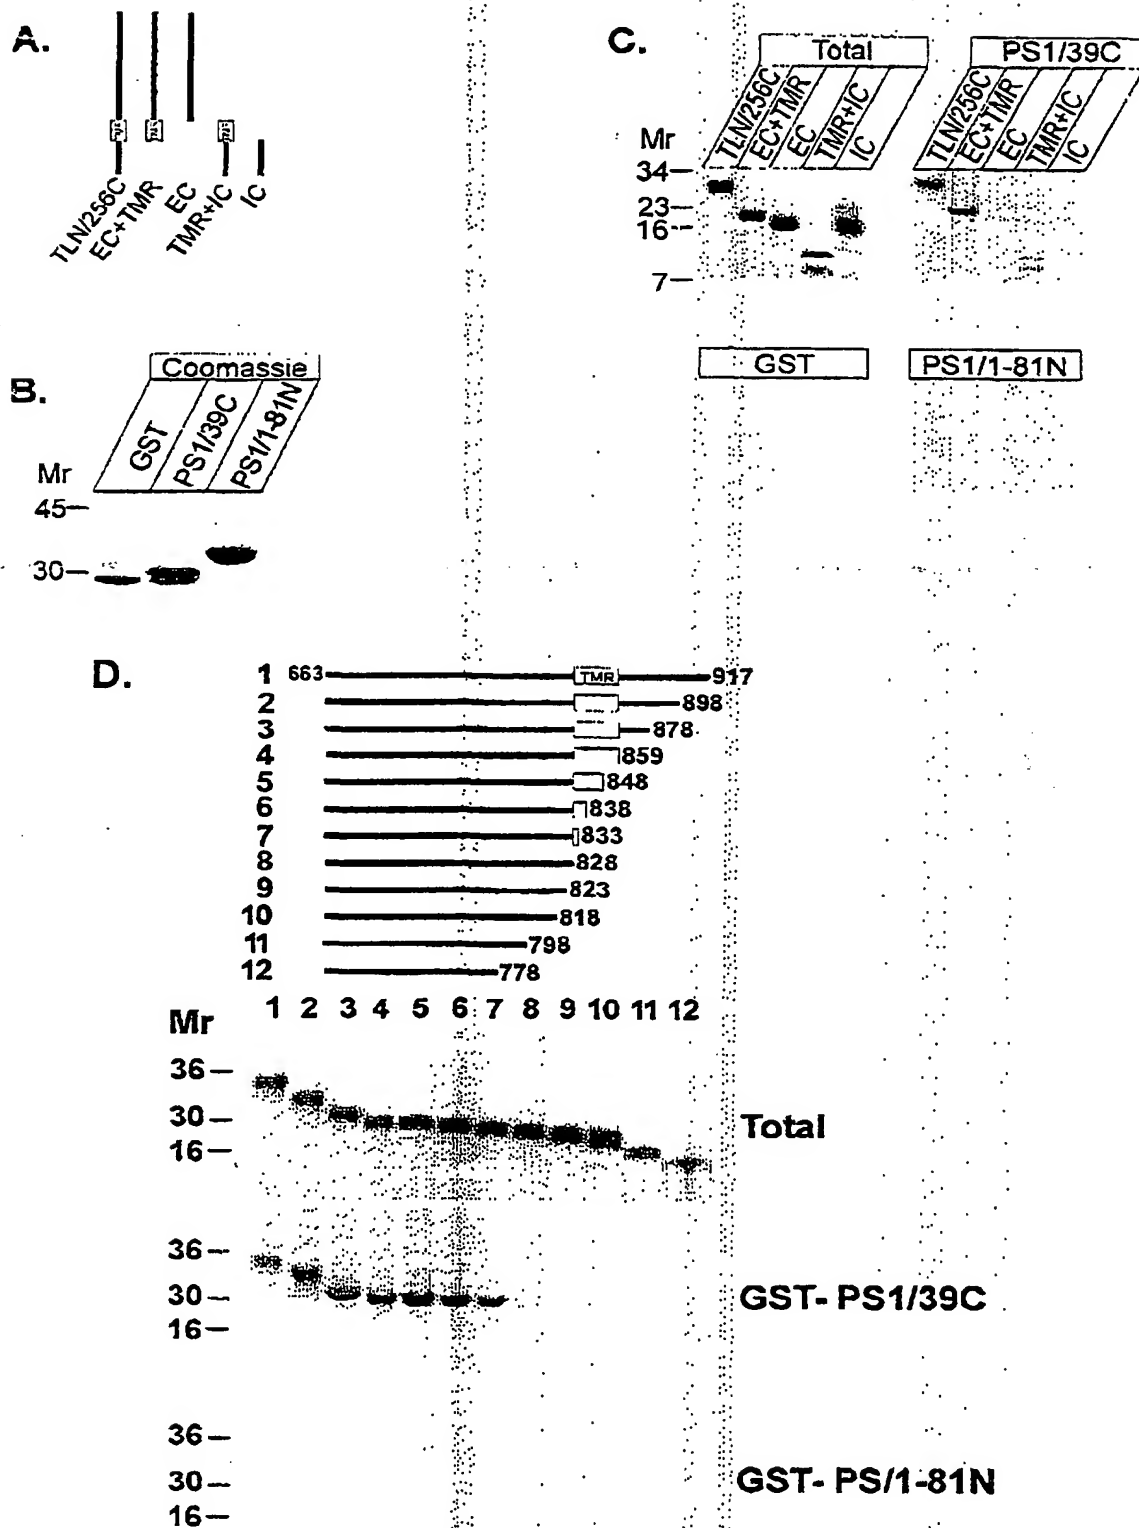 A.
TLN/256C
EC+TMR
EC
TMR+IC
IC
B.
Coomassie
GST
PS1/39C
PS1/1-81N
Mr
45
30
C.
Total
PS1/39C
TLN/256C
EC+TMR
EC
TMR+IC
IC
TLN/256C
EC+TMR
EC
TMR+IC
IC
Mr
34
23
16
7
GST
PS1/1-81N
D.
1 663 TMR 917
2 898
3 878
4 859
5 848
6 838
7 833
8 828
9 823
10 818
11 798
12 778
1 2 3 4 5 6 7 8 9 10 11 12
Mr
36
30
16
Total
36
30
16
GST- PS1/39C
36
30
16
GST- PS/1-81N